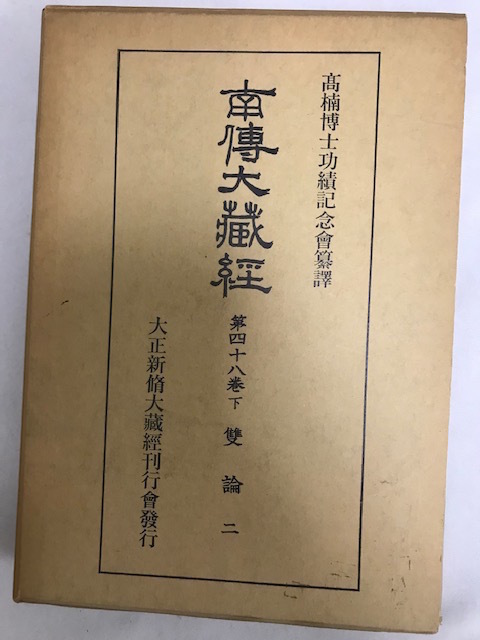 髙楠博士功績記念會纂譯
南傳大藏經
第四十八卷下 雙論二
大正新脩大藏經刊行會發行